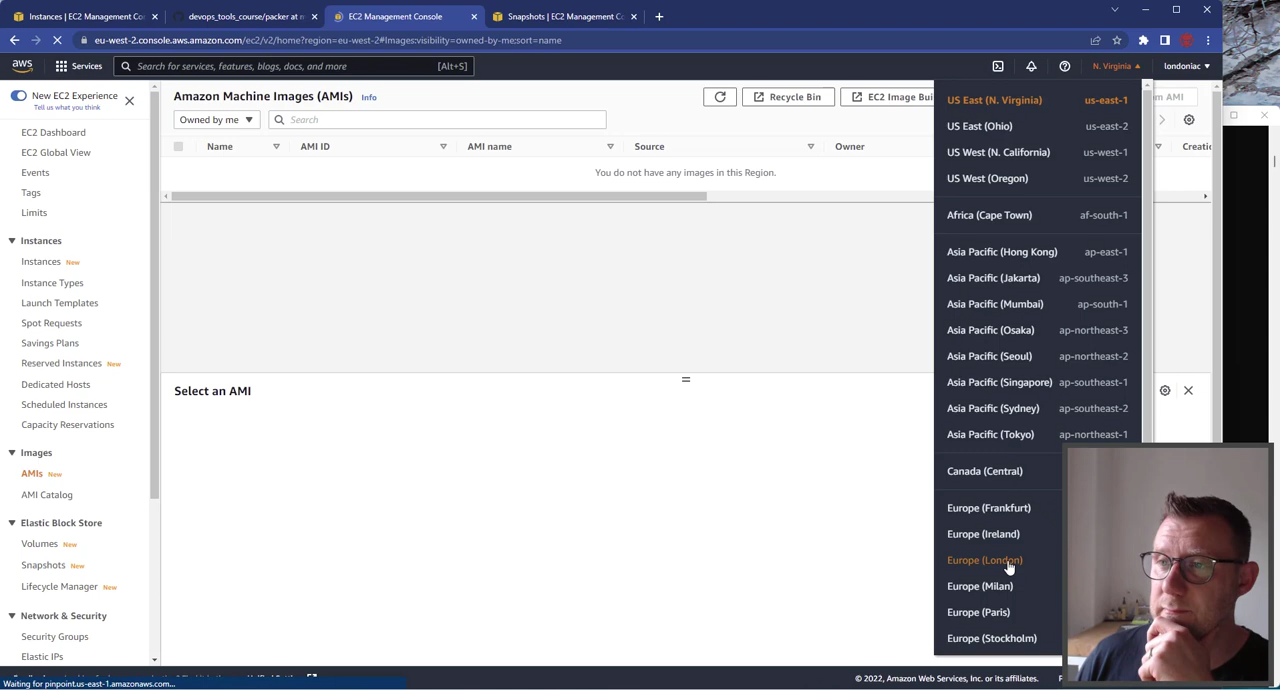 Instances | EC2 Management Co
devops_tools_course/packer at m
EC2 Management Console
Snapshots | EC2 Management Co
eu-west-2.console.aws.amazon.com/ec2/v2/home?region=eu-west-2#Images:visibility=owned-by-me;sort=name
aws
Services
Search for services, features, blogs, docs, and more
[Alt+S]
N. Virginia
londoniac
New EC2 Experience
Tell us what you think
EC2 Dashboard
EC2 Global View
Events
Tags
Limits
Instances
Instances New
Instance Types
Launch Templates
Spot Requests
Savings Plans
Reserved Instances New
Dedicated Hosts
Scheduled Instances
Capacity Reservations
Images
AMIs New
AMI Catalog
Elastic Block Store
Volumes New
Snapshots New
Lifecycle Manager New
Network & Security
Security Groups
Elastic IPs
Amazon Machine Images (AMIs) Info
Recycle Bin
EC2 Image Bui
m AMI
Owned by me
Search
Name
AMI ID
AMI name
Source
Owner
Creatio
You do not have any images in this Region.
Select an AMI
US East (N. Virginia) us-east-1
US East (Ohio) us-east-2
US West (N. California) us-west-1
US West (Oregon) us-west-2
Africa (Cape Town) af-south-1
Asia Pacific (Hong Kong) ap-east-1
Asia Pacific (Jakarta) ap-southeast-3
Asia Pacific (Mumbai) ap-south-1
Asia Pacific (Osaka) ap-northeast-3
Asia Pacific (Seoul) ap-northeast-2
Asia Pacific (Singapore) ap-southeast-1
Asia Pacific (Sydney) ap-southeast-2
Asia Pacific (Tokyo) ap-northeast-1
Canada (Central)
Europe (Frankfurt)
Europe (Ireland)
Europe (London)
Europe (Milan)
Europe (Paris)
Europe (Stockholm)
© 2022, Amazon Web Services, Inc. or its affiliates.
Waiting for pinpoint.us-east-1.amazonaws.com...